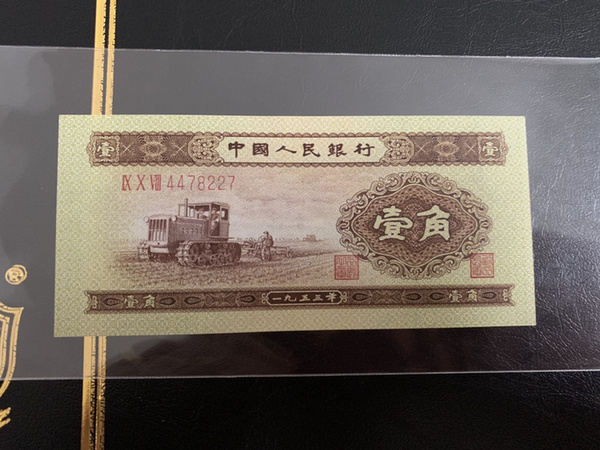 壹 中國人民銀行 壹
Ⅸ Ⅹ Ⅷ 4478227
壹角
壹角 一九五三年 壹角
®